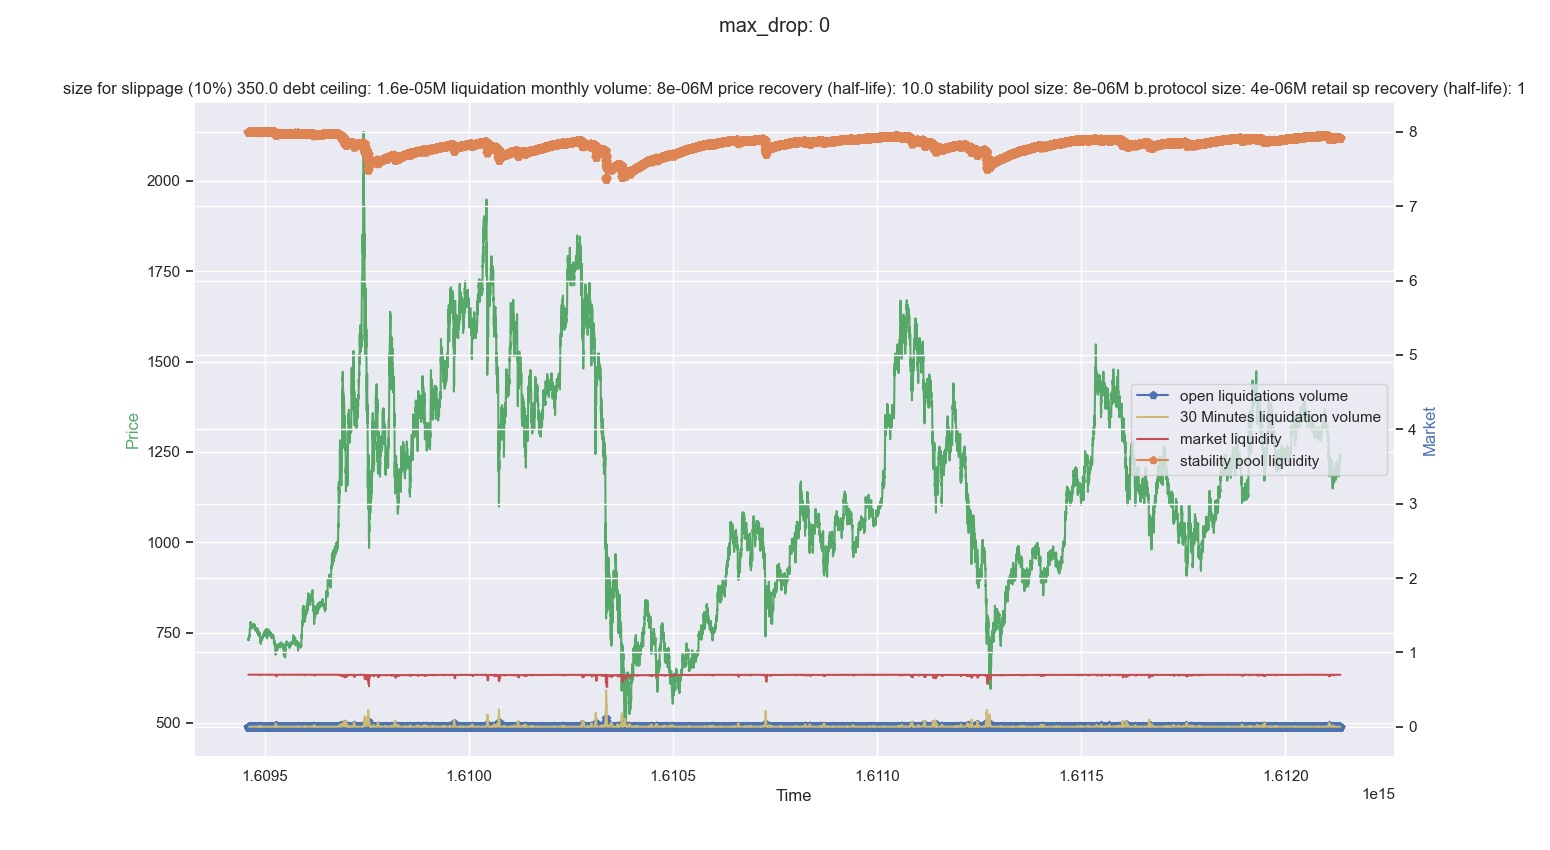 max_drop: 0
size for slippage (10%) 350.0 debt ceiling: 1.6e-05M liquidation monthly volume: 8e-06M price recovery (half-life): 10.0 stability pool size: 8e-06M b.protocol size: 4e-06M retail sp recovery (half-life): 1
8
2000
7
1750
6
1500
5
open liquidations volume
30 Minutes liquidation volume
market liquidity
stability pool liquidity
Price
Market
4
1250
3
1000
2
750
1
500
0
1.6095
1.6100
1.6105
1.6110
1.6115
1.6120
Time
1e15